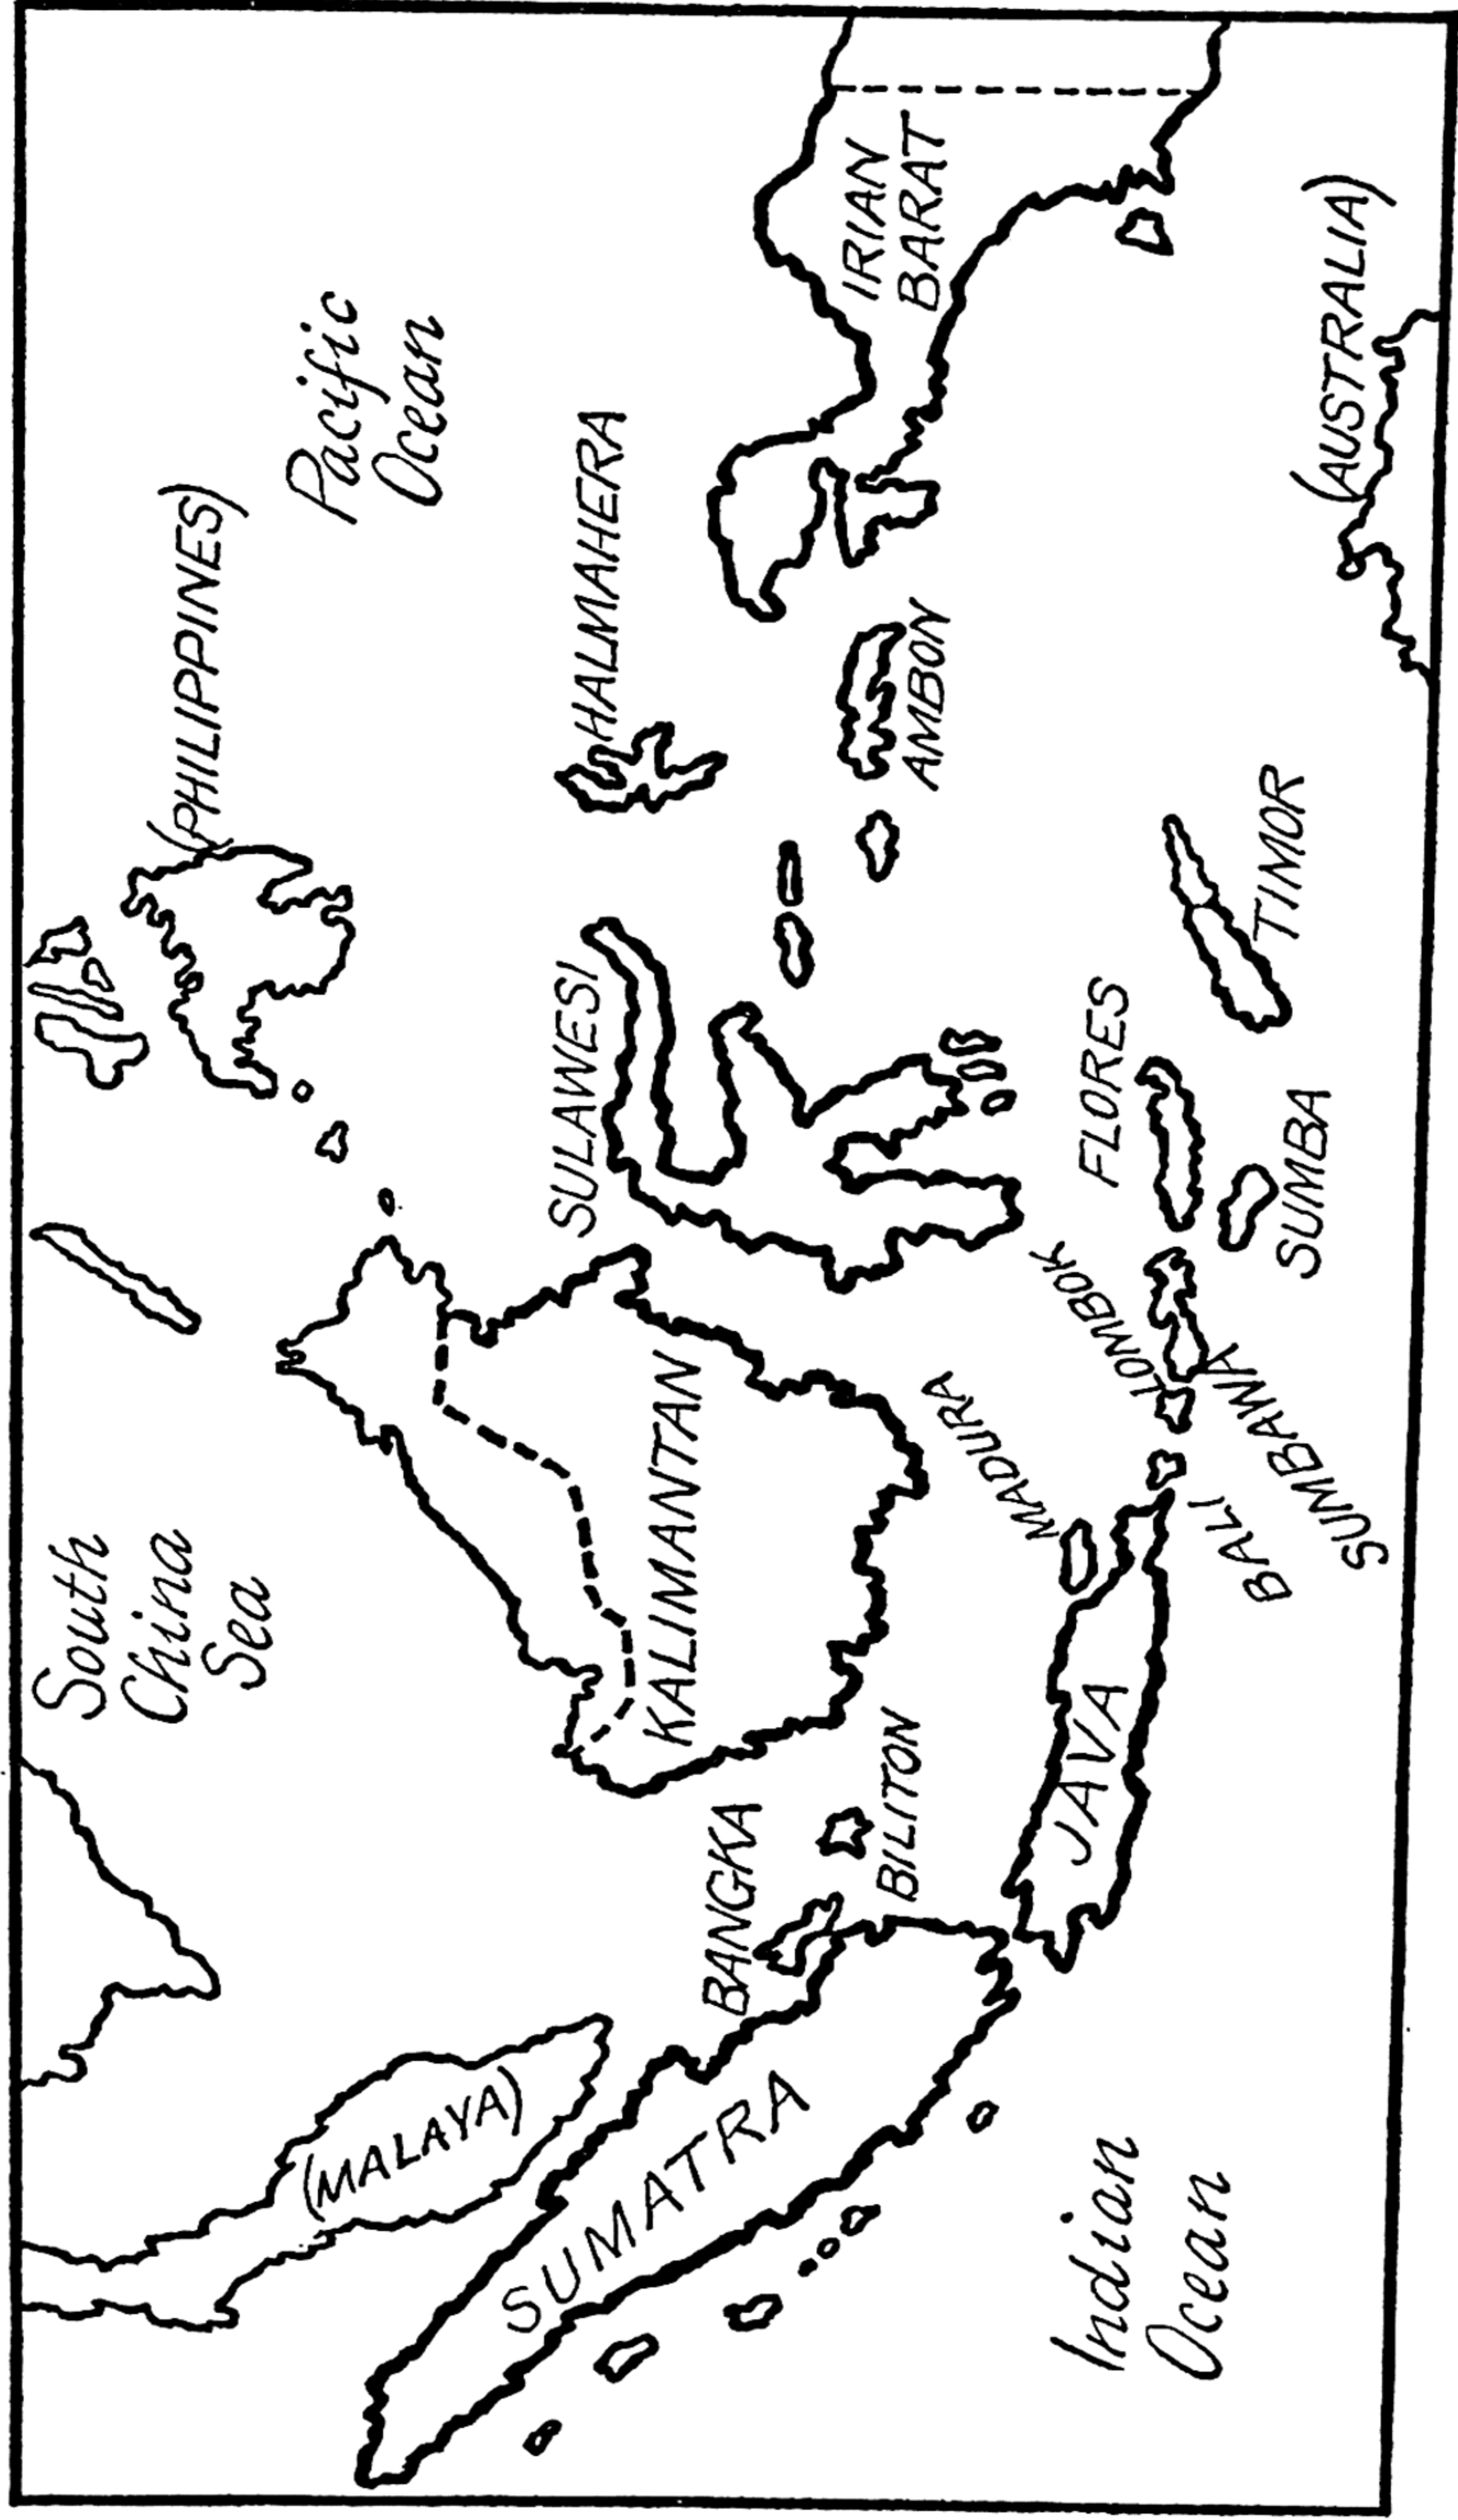 South
China
Sea
(PHILIPPINES)
Pacific
Ocean
(MALAYA)
SUMATRA
BANGKA
BILITON
KALIMANTAN
SULAWESI
HALMAHERA
AMBON
IRIAN
BARAT
JAVA
MADURA
BALI
LOMBOK
SUMBAWA
FLORES
SUMBA
TIMOR
(AUSTRALIA)
Indian
Ocean